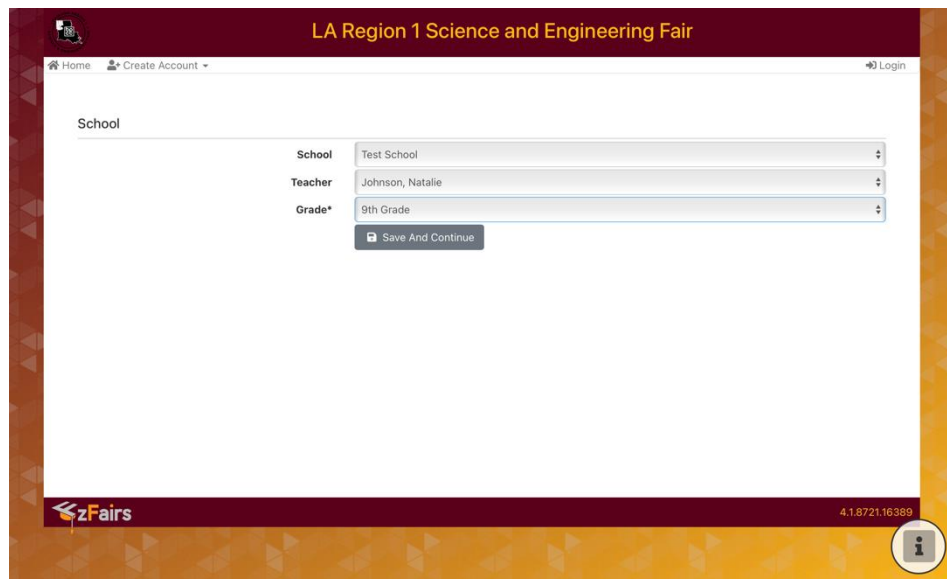 LA Region 1 Science and Engineering Fair
Home Create Account Login
School
School Test School
Teacher Johnson, Natalie
Grade* 9th Grade
Save And Continue
zFairs 4.1.8721.16389